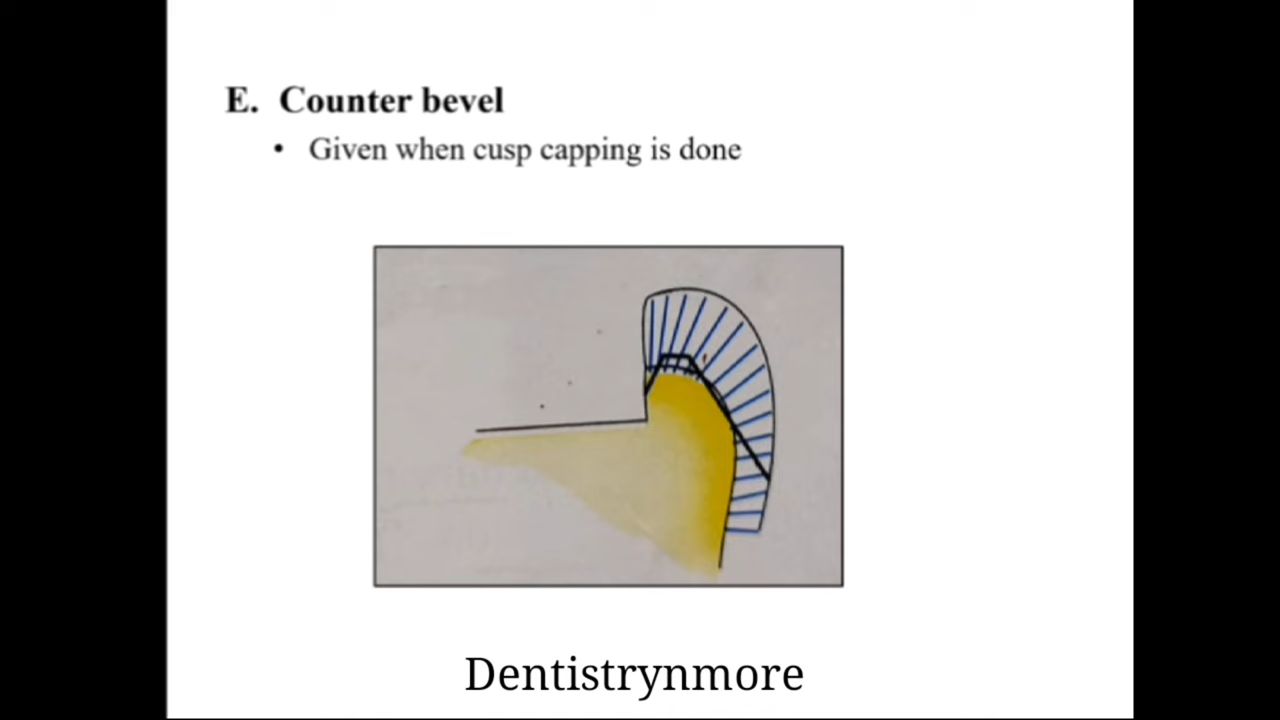 E. Counter bevel
• Given when cusp capping is done
Dentistrynmore